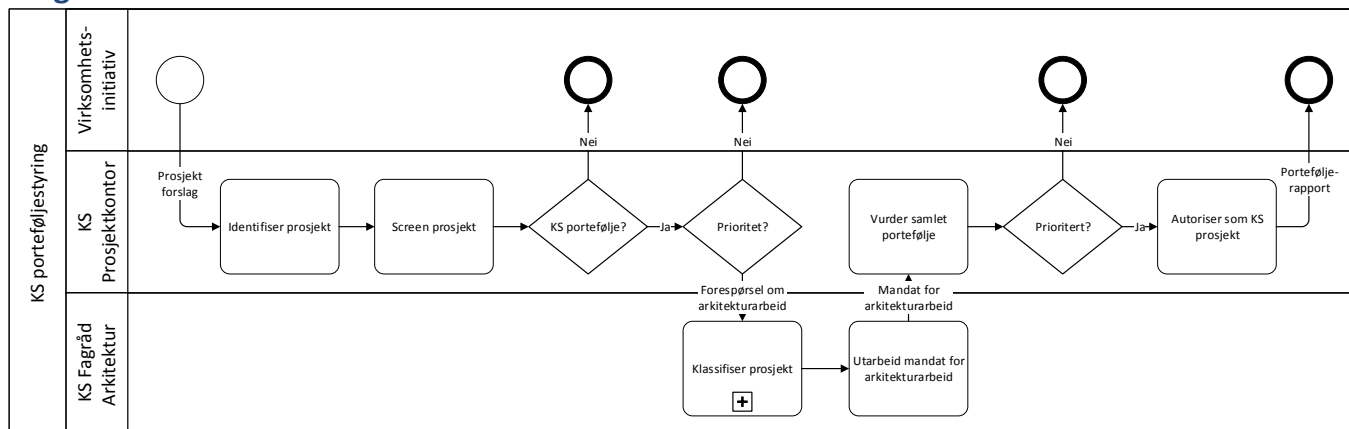 KS porteføljestyring
Virksomhets-
initiativ
Nei
Nei
Nei
KS
Prosjektkontor
Prosjekt
forslag
Identifiser prosjekt
Screen prosjekt
KS portefølje?
Ja
Prioritet?
Vurder samlet
portefølje
Prioritert?
Ja
Autoriser som KS
prosjekt
Portefølje-
rapport
Forespørsel om
arkitekturarbeid
Mandat for
arkitekturarbeid
KS Fagråd
Arkitektur
Klassifiser prosjekt
Utarbeid mandat for
arkitekturarbeid